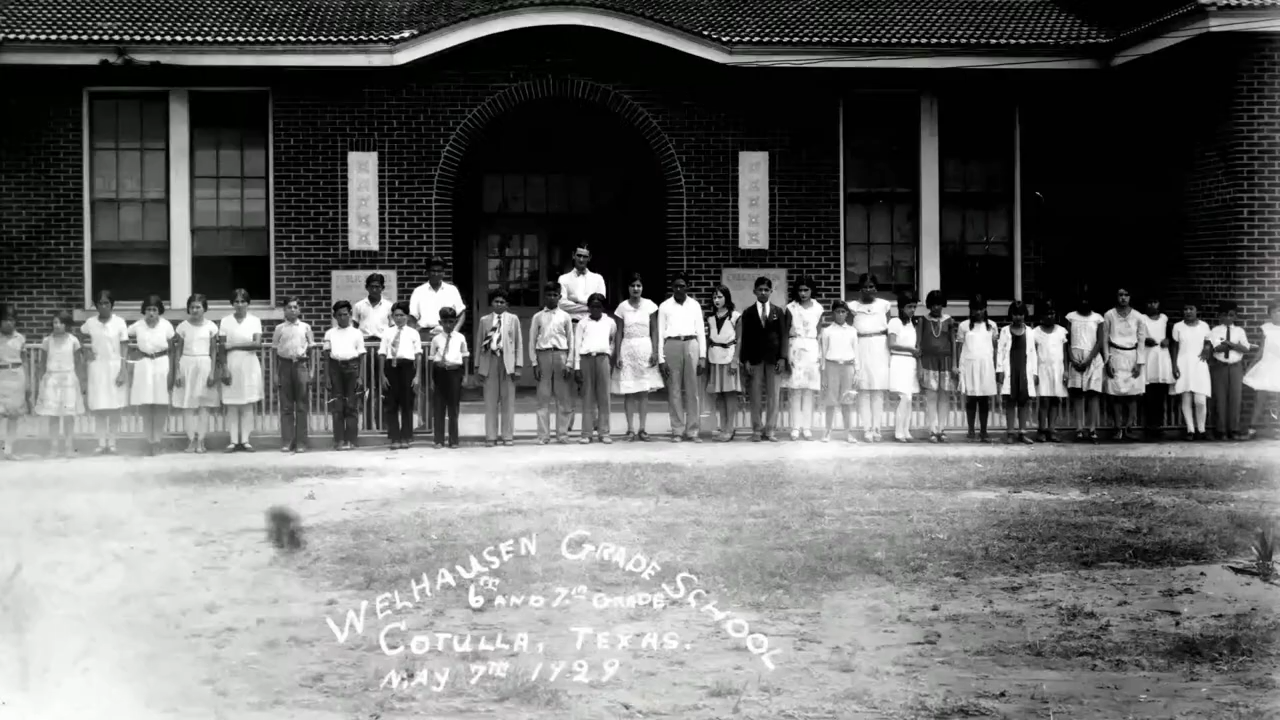 WELHAUSEN GRADE SCHOOL
6TH AND 7TH GRADE
COTULLA, TEXAS.
MAY 7TH 1929